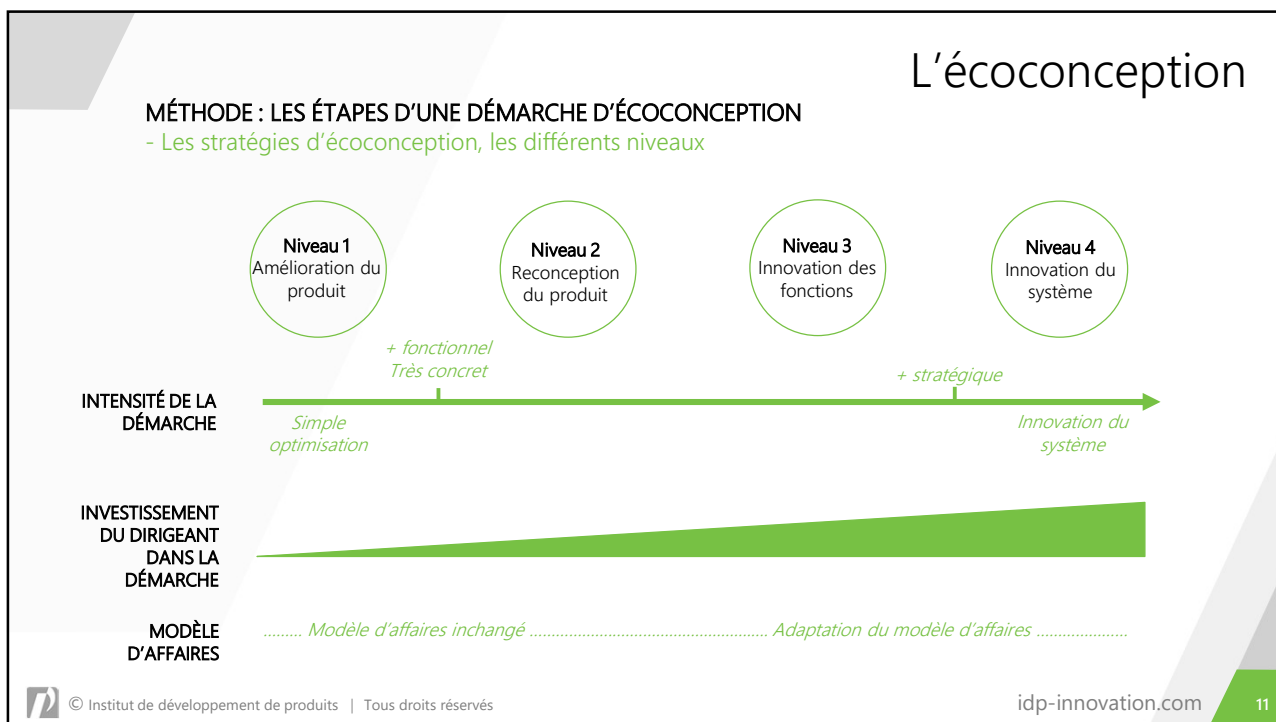 L'écoconception
MÉTHODE : LES ÉTAPES D'UNE DÉMARCHE D'ÉCOCONCEPTION
- Les stratégies d'écoconception, les différents niveaux
Niveau 1
Amélioration du
produit
Niveau 2
Reconception
du produit
Niveau 3
Innovation des
fonctions
Niveau 4
Innovation du
système
+ fonctionnel
Très concret
+ stratégique
INTENSITÉ DE LA
DÉMARCHE
Simple
optimisation
Innovation du
système
INVESTISSEMENT
DU DIRIGEANT
DANS LA
DÉMARCHE
MODÈLE
D'AFFAIRES
......... Modèle d'affaires inchangé ....................................................... Adaptation du modèle d'affaires .....................
© Institut de développement de produits | Tous droits réservés
idp-innovation.com
11